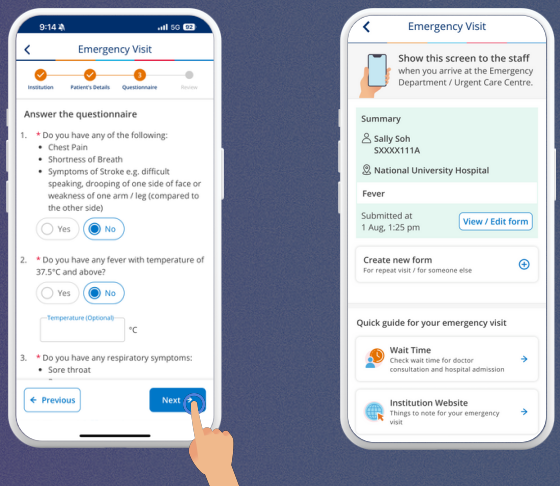 9:14
5G 92
Emergency Visit
3
Institution Patient's Details Questionnaire Review
Answer the questionnaire
1. * Do you have any of the following:
• Chest Pain
• Shortness of Breath
• Symptoms of Stroke e.g. difficult
speaking, drooping of one side of face or
weakness of one arm / leg (compared to
the other side)
Yes No
2. * Do you have any fever with temperature of
37.5°C and above?
Yes No
Temperature (Optional)
°C
3. * Do you have any respiratory symptoms:
• Sore throat
Previous Next
Emergency Visit
Show this screen to the staff
when you arrive at the Emergency
Department / Urgent Care Centre.
Summary
Sally Soh
SXXXX111A
National University Hospital
Fever
Submitted at
1 Aug, 1:25 pm
View / Edit form
Create new form
For repeat visit / for someone else
Quick guide for your emergency visit
Wait Time
Check wait time for doctor
consultation and hospital admission
Institution Website
Things to note for your emergency
visit